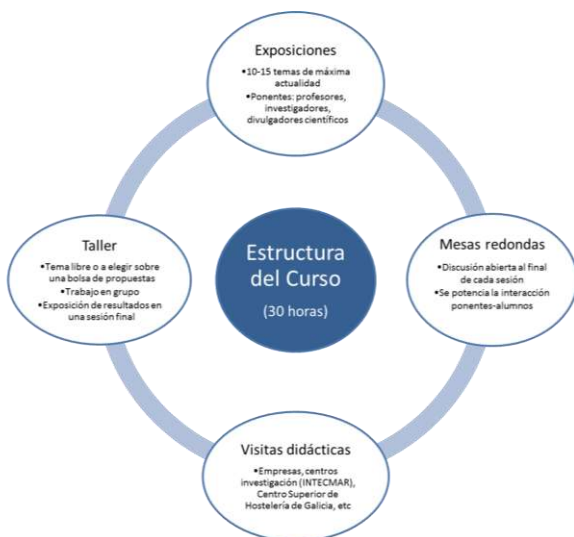 Exposiciones
•10-15 temas de máxima
actualidad
•Ponentes: profesores,
investigadores,
divulgadores científicos
Mesas redondas
•Discusión abierta al final
de cada sesión
•Se potencia la interacción
ponentes-alumnos
Visitas didácticas
•Empresas, centros
investigación (INTECMAR),
Centro Superior de
Hostelería de Galicia, etc
Taller
•Tema libre o a elegir sobre
una bolsa de propuestas
•Trabajo en grupo
•Exposición de resultados en
una sesión final
Estructura
del Curso
(30 horas)